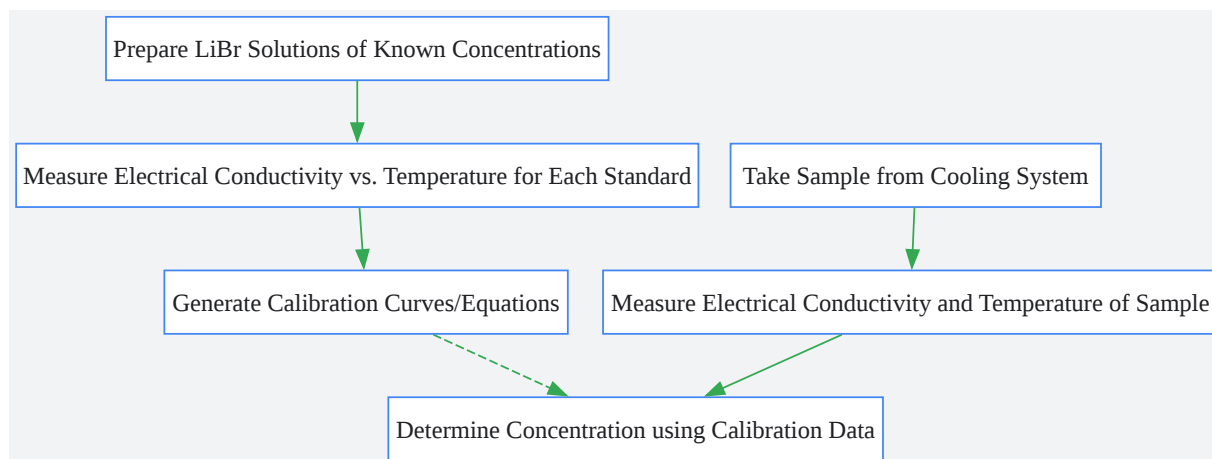 Prepare LiBr Solutions of Known Concentrations
Measure Electrical Conductivity vs. Temperature for Each Standard
Take Sample from Cooling System
Generate Calibration Curves/Equations
Measure Electrical Conductivity and Temperature of Sample
Determine Concentration using Calibration Data